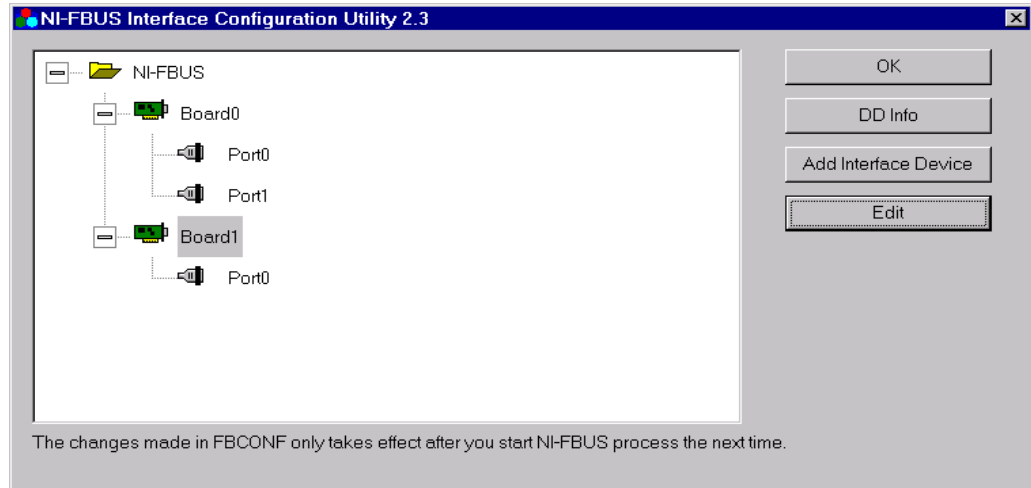 NI-FBUS Interface Configuration Utility 2.3
NI-FBUS
Board0
Port0
Port1
Board1
Port0
OK
DD Info
Add Interface Device
Edit
The changes made in FBCONF only takes effect after you start NI-FBUS process the next time.